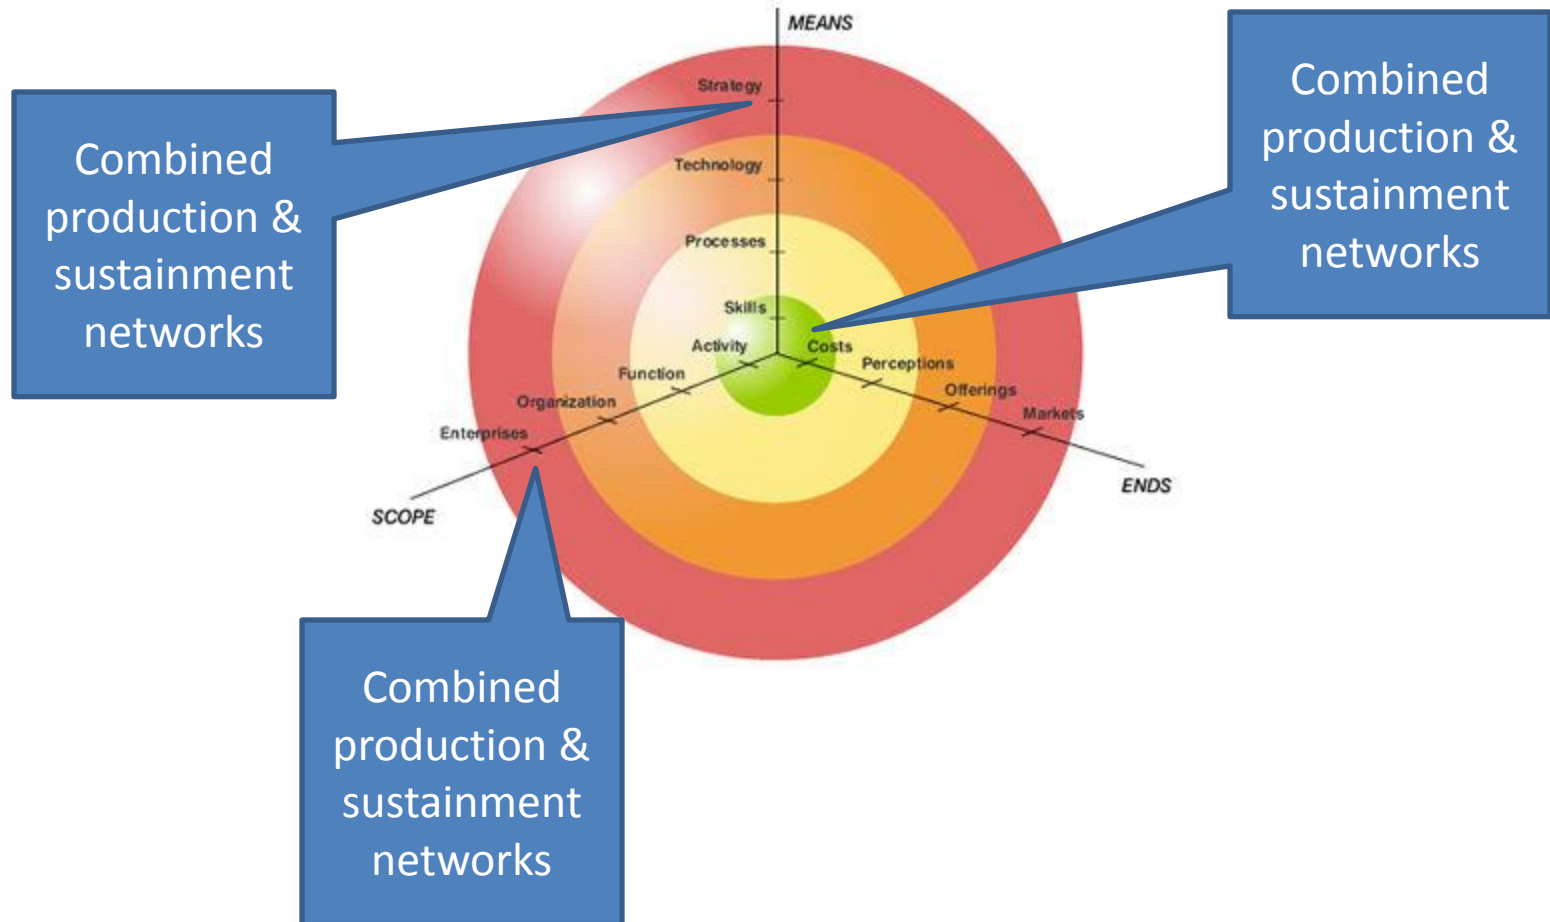 MEANS
Strategy
Technology
Processes
Skills
Activity
Function
Organization
Enterprises
SCOPE
Costs
Perceptions
Offerings
Markets
ENDS
Combined
production &
sustainment
networks
Combined
production &
sustainment
networks
Combined
production &
sustainment
networks